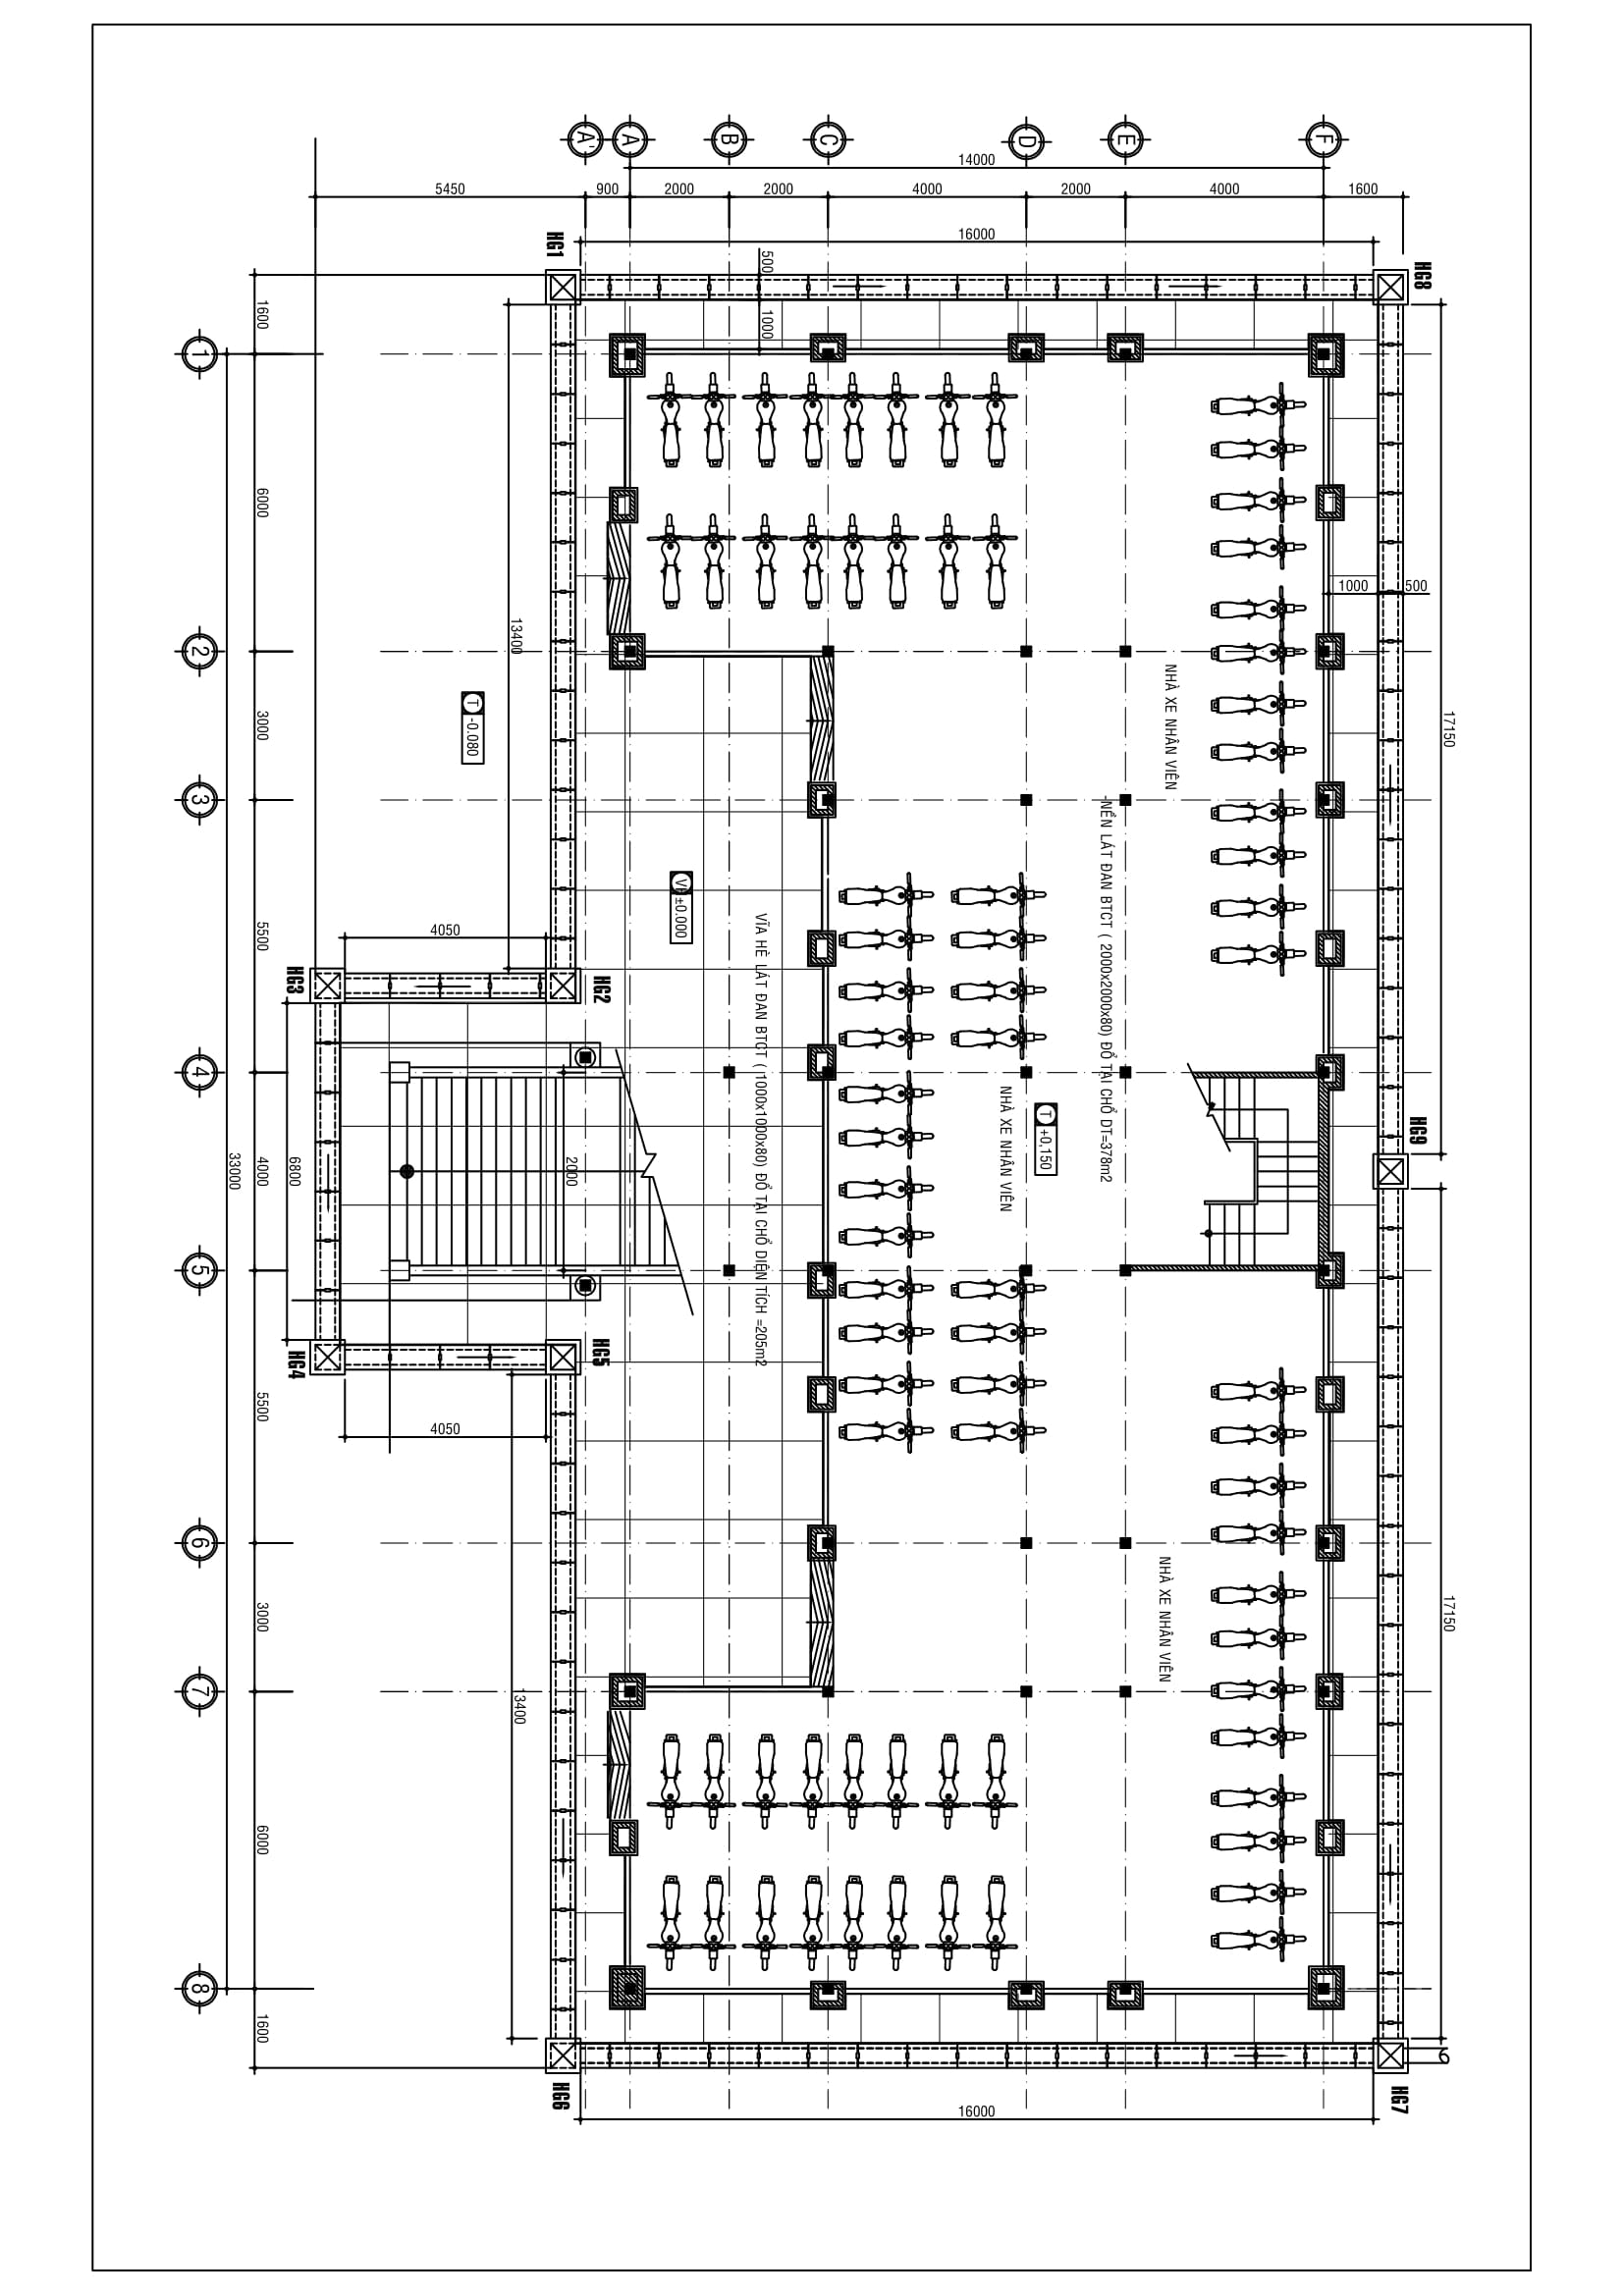 A'
A
B
C
D
E
F
14000
5450
900
2000
2000
4000
2000
4000
1600
16000
HG1
HG8
500
1000
1600
1
6000
1000
500
13400
2
NHÀ XE NHÂN VIÊN
17150
T -0.080
3000
3
-NỀN LÁT ĐAN BTCT ( 2000x2000x80) ĐỔ TẠI CHỔ DT=378m2
±0.000
VĨA HÈ LÁT ĐAN BTCT ( 1000x1000x80) ĐỔ TẠI CHỔ DIỆN TÍCH =205m2
5500
4050
HG3
HG2
4
NHÀ XE NHÂN VIÊN
T +0,150
HG9
33000
4000
6800
2000
5
HG4
HG5
5500
4050
6
NHÀ XE NHÂN VIÊN
17150
3000
7
13400
6000
8
1600
HG6
HG7
16000